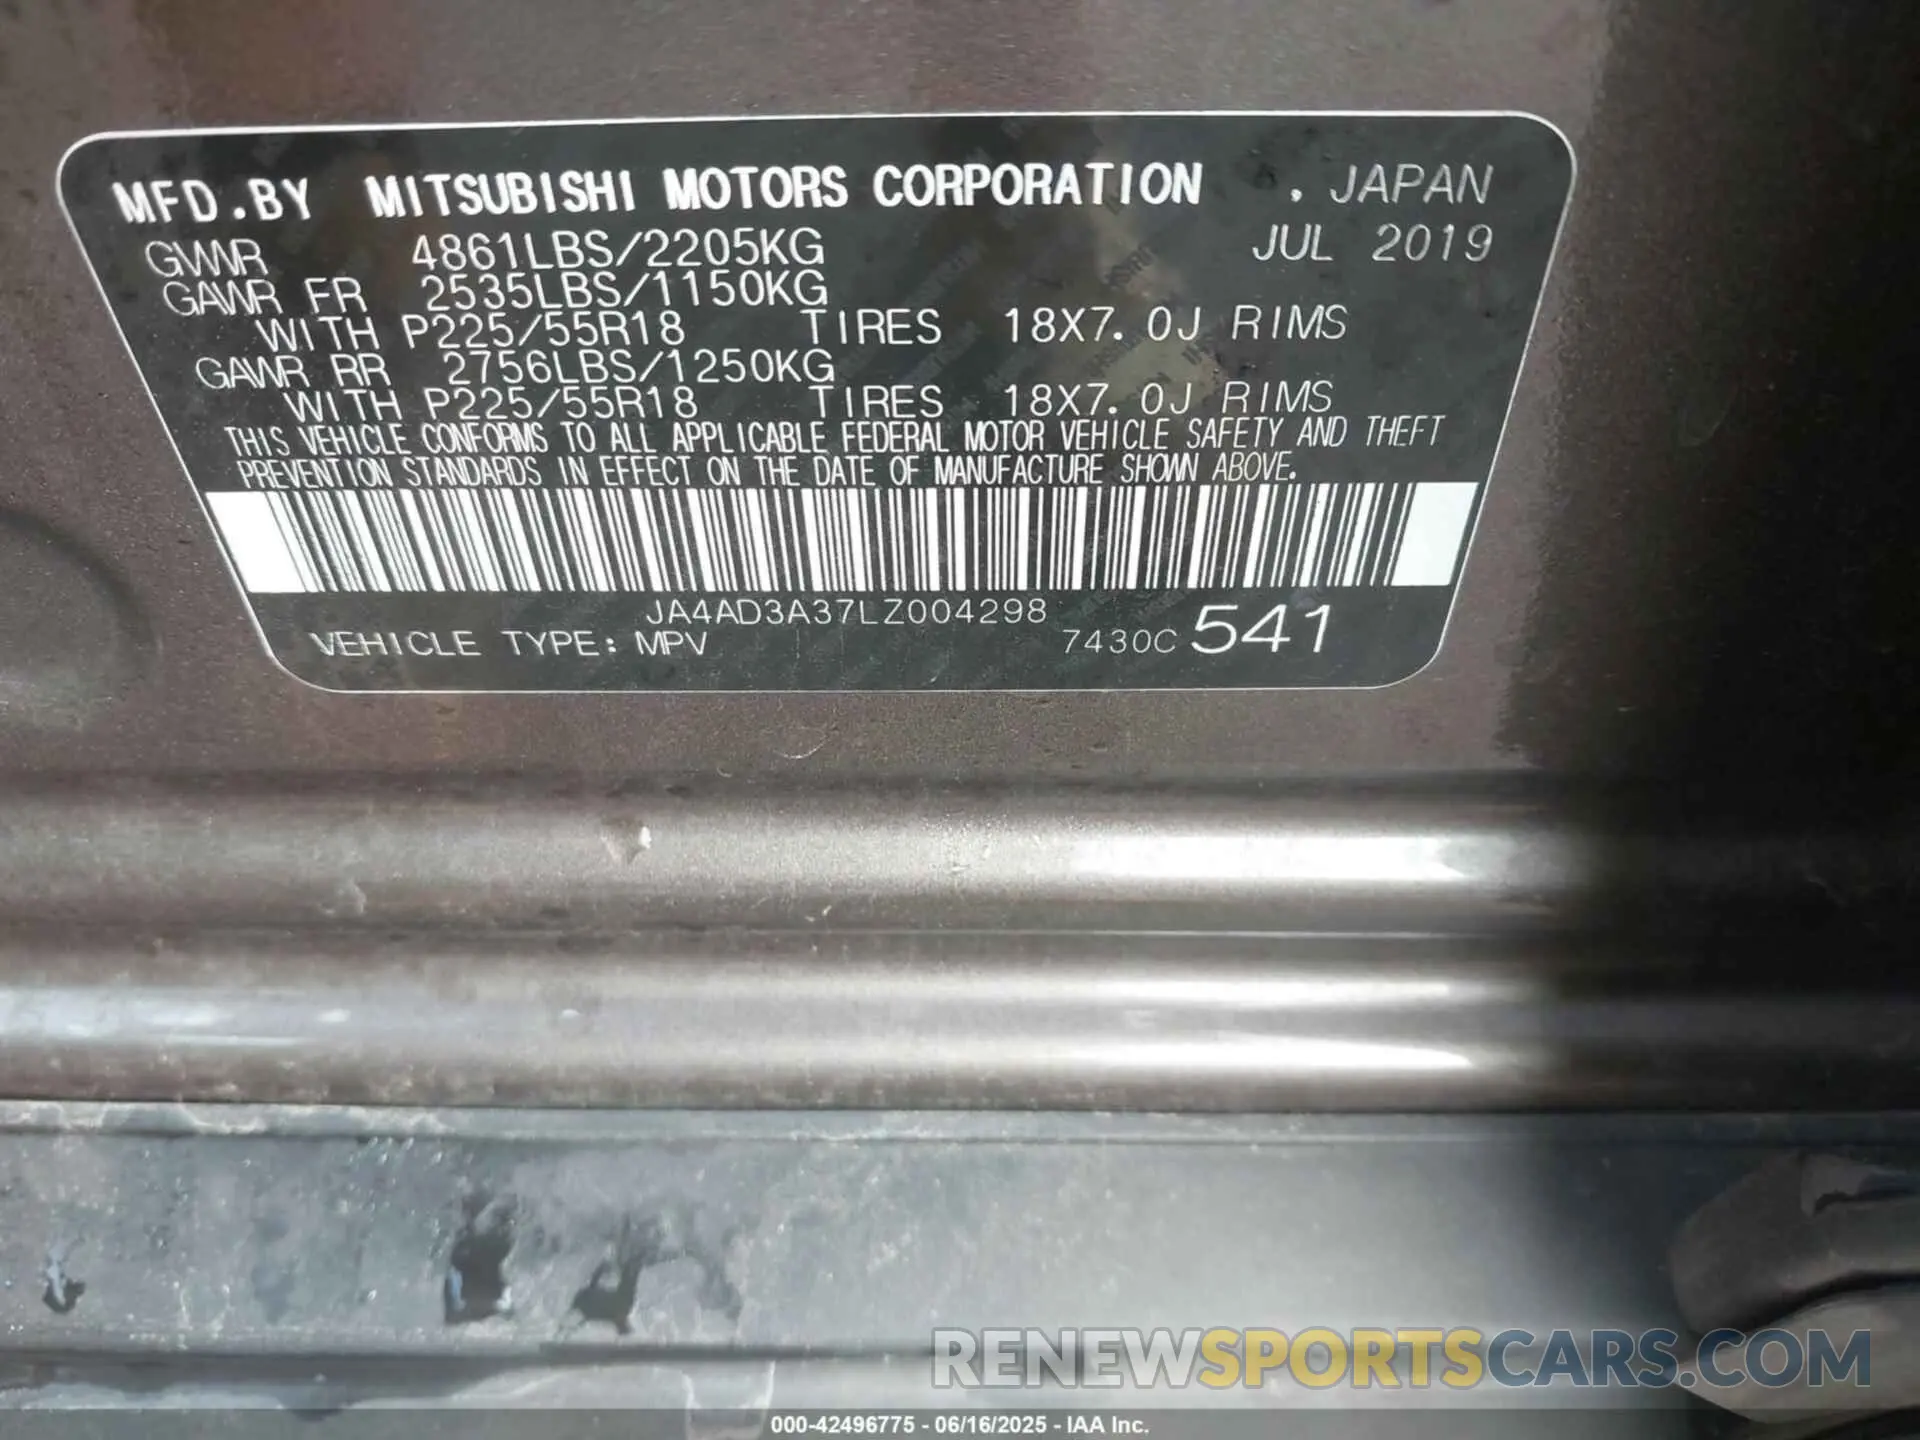 MFD.BY MITSUBISHI MOTORS CORPORATION , JAPAN
GVWR 4861LBS/2205KG JUL 2019
GAWR FR 2535LBS/1150KG
WITH P225/55R18 TIRES 18X7.0J RIMS
GAWR RR 2756LBS/1250KG
WITH P225/55R18 TIRES 18X7.0J RIMS
THIS VEHICLE CONFORMS TO ALL APPLICABLE FEDERAL MOTOR VEHICLE SAFETY AND THEFT
PREVENTION STANDARDS IN EFFECT ON THE DATE OF MANUFACTURE SHOWN ABOVE.
JA4AD3A37LZ004298
VEHICLE TYPE: MPV 7430C 541
RENEWSPORTSCARS.COM
000-42496775 - 06/16/2025 - IAA Inc.